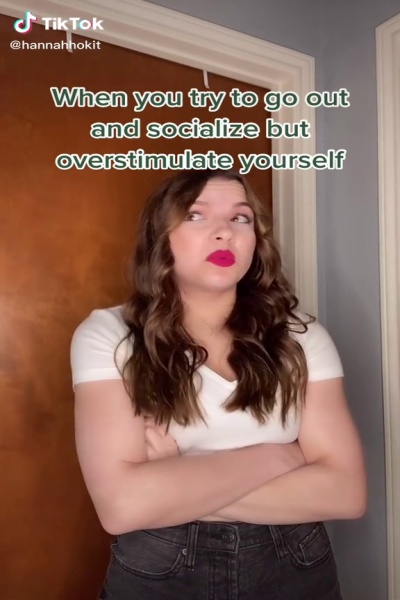 TikTok
@hannahhokit
When you try to go out
and socialize but
overstimulate yourself